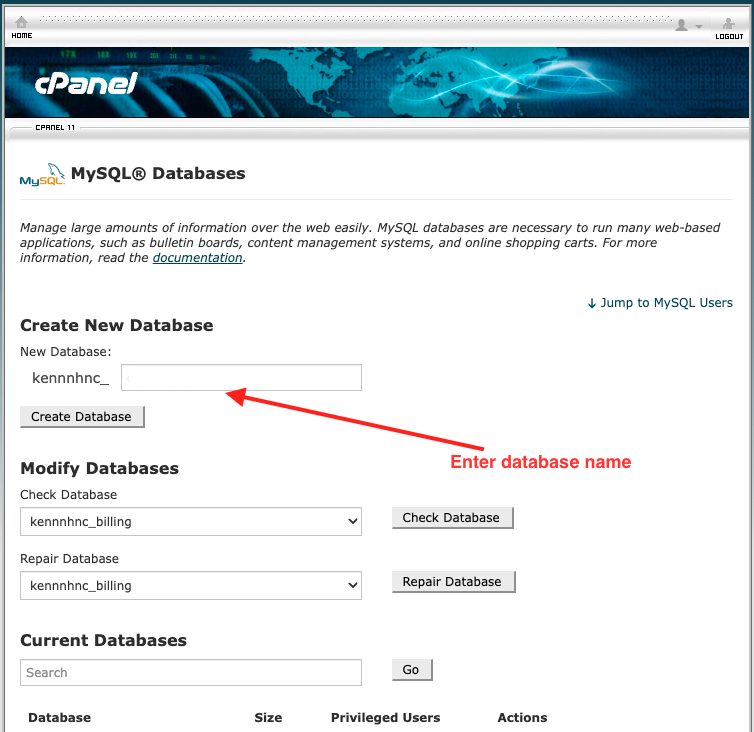 HOME
LOGOUT
cPanel
CPANEL 11
MySQL MySQL® Databases
Manage large amounts of information over the web easily. MySQL databases are necessary to run many web-based
applications, such as bulletin boards, content management systems, and online shopping carts. For more
information, read the documentation.
↓ Jump to MySQL Users
Create New Database
New Database:
kennnhnc_
Create Database
Enter database name
Modify Databases
Check Database
kennnhnc_billing
Check Database
Repair Database
kennnhnc_billing
Repair Database
Current Databases
Search
Go
Database Size Privileged Users Actions